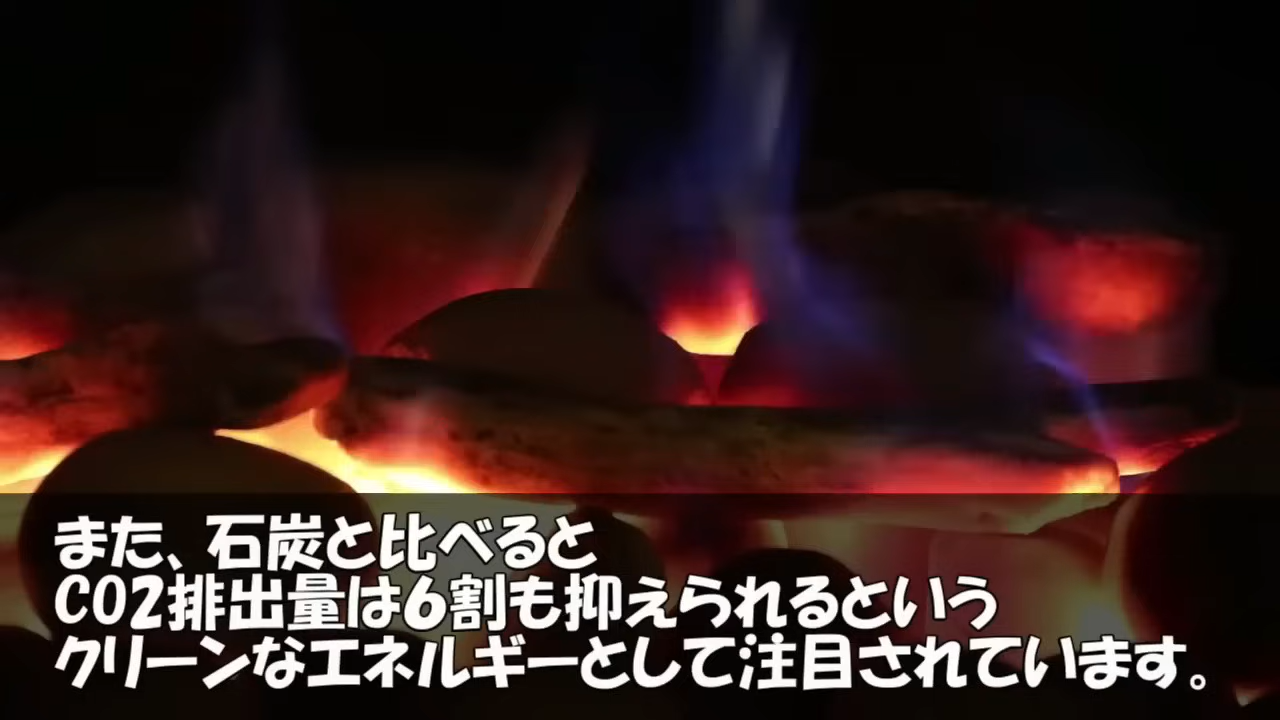 また、石炭と比べると
CO2排出量は6割も抑えられるという
クリーンなエネルギーとして注目されています。